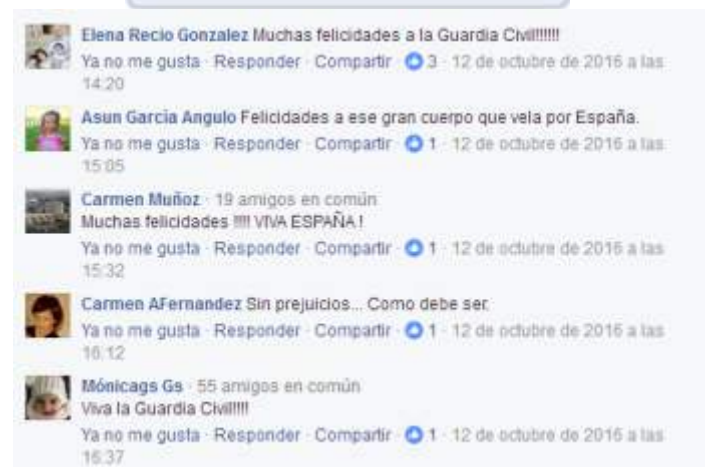 Elena Recio Gonzalez Muchas felicidades a la Guardia Civil!!!!!!
Ya no me gusta · Responder · Compartir · 3 · 12 de octubre de 2016 a las
14:20
Asun García Angulo Felicidades a ese gran cuerpo que vela por España.
Ya no me gusta · Responder · Compartir · 1 · 12 de octubre de 2016 a las
15:05
Carmen Muñoz · 19 amigos en común
Muchas felicidades !!!!! VIVA ESPAÑA !
Ya no me gusta · Responder · Compartir · 1 · 12 de octubre de 2016 a las
15:32
Carmen AFernandez Sin prejuicios... Como debe ser.
Ya no me gusta · Responder · Compartir · 1 · 12 de octubre de 2016 a las
16:12
Mónicags Gs · 55 amigos en común
Viva la Guardia Civil!!!!!
Ya no me gusta · Responder · Compartir · 1 · 12 de octubre de 2016 a las
16:37